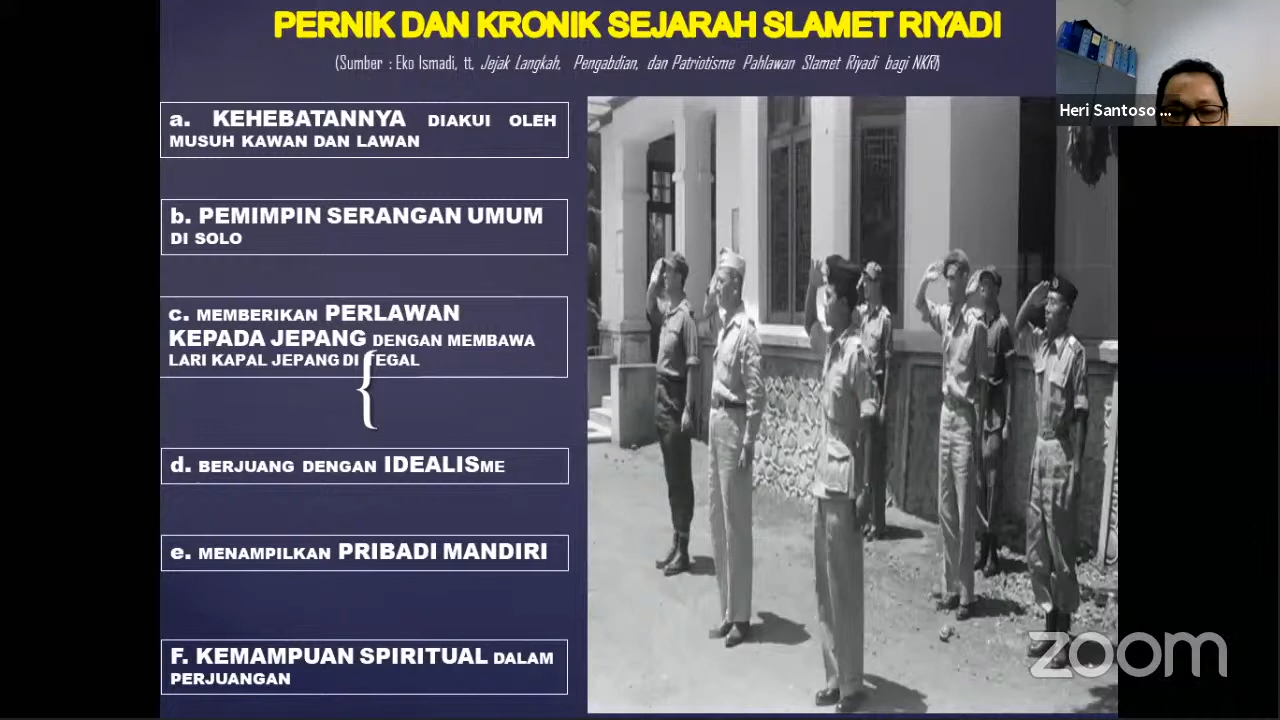 PERNIK DAN KRONIK SEJARAH SLAMET RIYADI
(Sumber : Eko Ismadi, tt, Jejak Langkah, Pengabdian, dan Patriotisme Pahlawan Slamet Riyadi bagi NKRI)
Heri Santoso ...
a. KEHEBATANNYA DIAKUI OLEH
MUSUH KAWAN DAN LAWAN
b. PEMIMPIN SERANGAN UMUM
DI SOLO
c. MEMBERIKAN PERLAWAN
KEPADA JEPANG DENGAN MEMBAWA
LARI KAPAL JEPANG DI TEGAL
{
d. BERJUANG DENGAN IDEALISME
e. MENAMPILKAN PRIBADI MANDIRI
F. KEMAMPUAN SPIRITUAL DALAM
PERJUANGAN
zoom